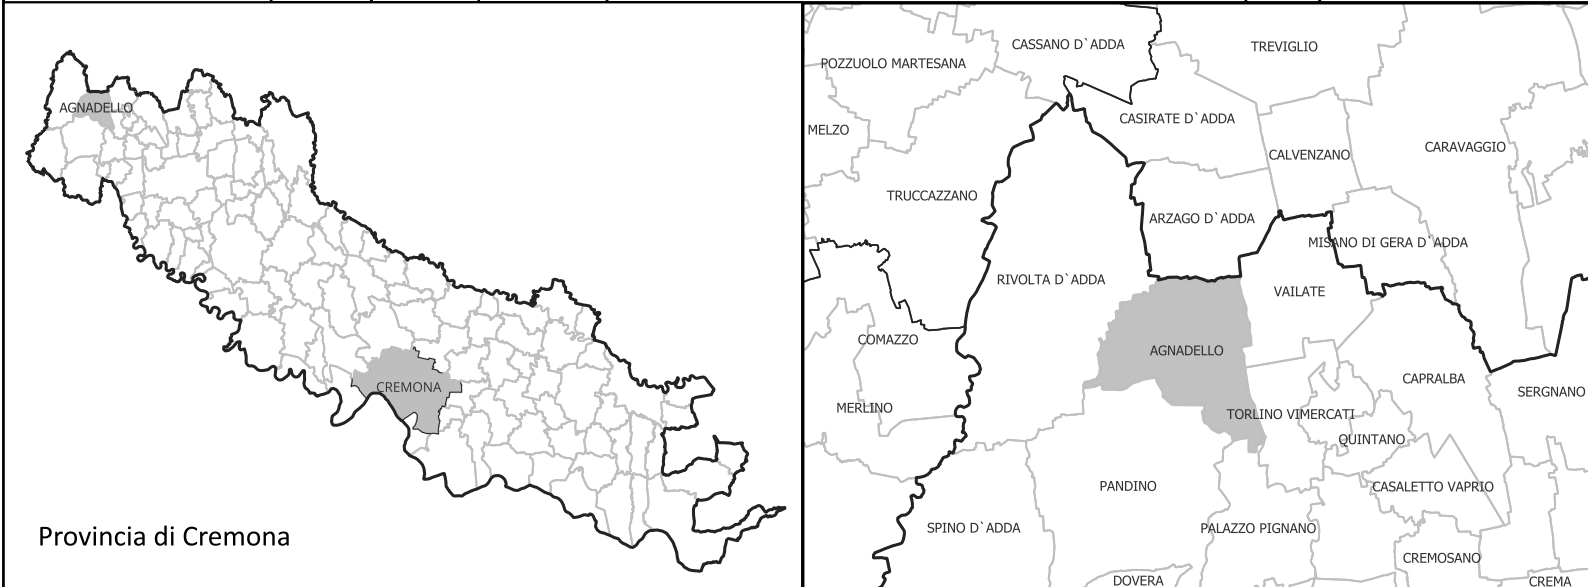 AGNADELLO
CREMONA
Provincia di Cremona
CASSANO D`ADDA
TREVIGLIO
POZZUOLO MARTESANA
CASIRATE D`ADDA
MELZO
CALVENZANO
CARAVAGGIO
TRUCCAZZANO
ARZAGO D`ADDA
MISANO DI GERA D`ADDA
RIVOLTA D`ADDA
VAILATE
COMAZZO
AGNADELLO
CAPRALBA
SERGNANO
MERLINO
TORLINO VIMERCATI
QUINTANO
PANDINO
CASALETTO VAPRIO
SPINO D`ADDA
PALAZZO PIGNANO
CREMOSANO
DOVERA
CREMA